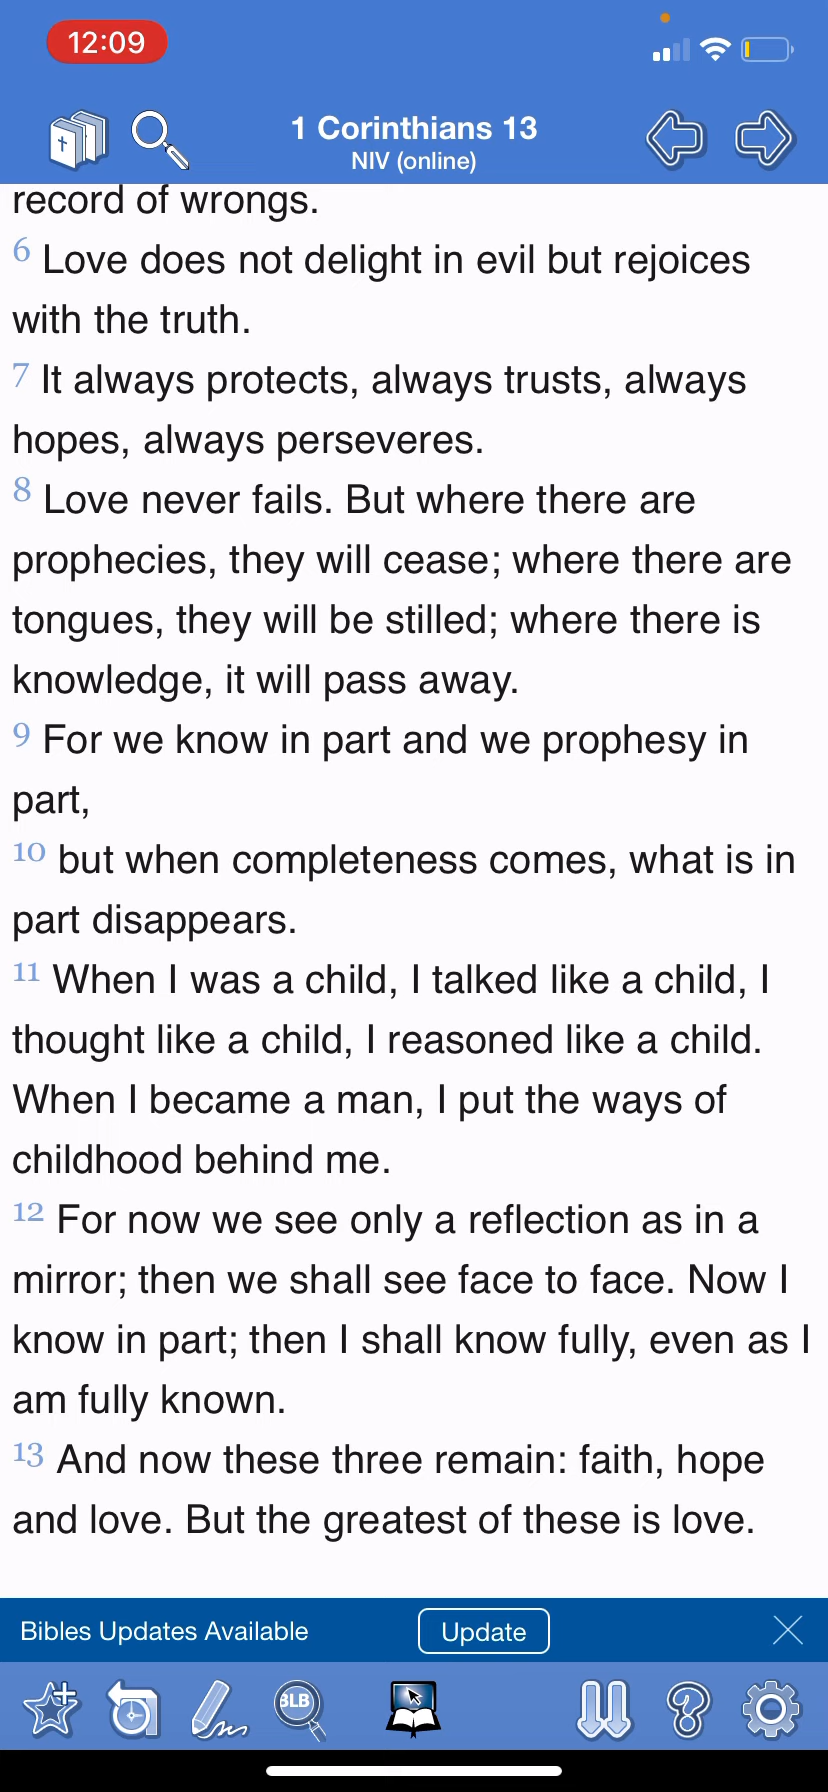 12:09
1 Corinthians 13
NIV (online)
record of wrongs.
6 Love does not delight in evil but rejoices
with the truth.
7 It always protects, always trusts, always
hopes, always perseveres.
8 Love never fails. But where there are
prophecies, they will cease; where there are
tongues, they will be stilled; where there is
knowledge, it will pass away.
9 For we know in part and we prophesy in
part,
10 but when completeness comes, what is in
part disappears.
11 When I was a child, I talked like a child, I
thought like a child, I reasoned like a child.
When I became a man, I put the ways of
childhood behind me.
12 For now we see only a reflection as in a
mirror; then we shall see face to face. Now I
know in part; then I shall know fully, even as I
am fully known.
13 And now these three remain: faith, hope
and love. But the greatest of these is love.
Bibles Updates Available Update
BLB